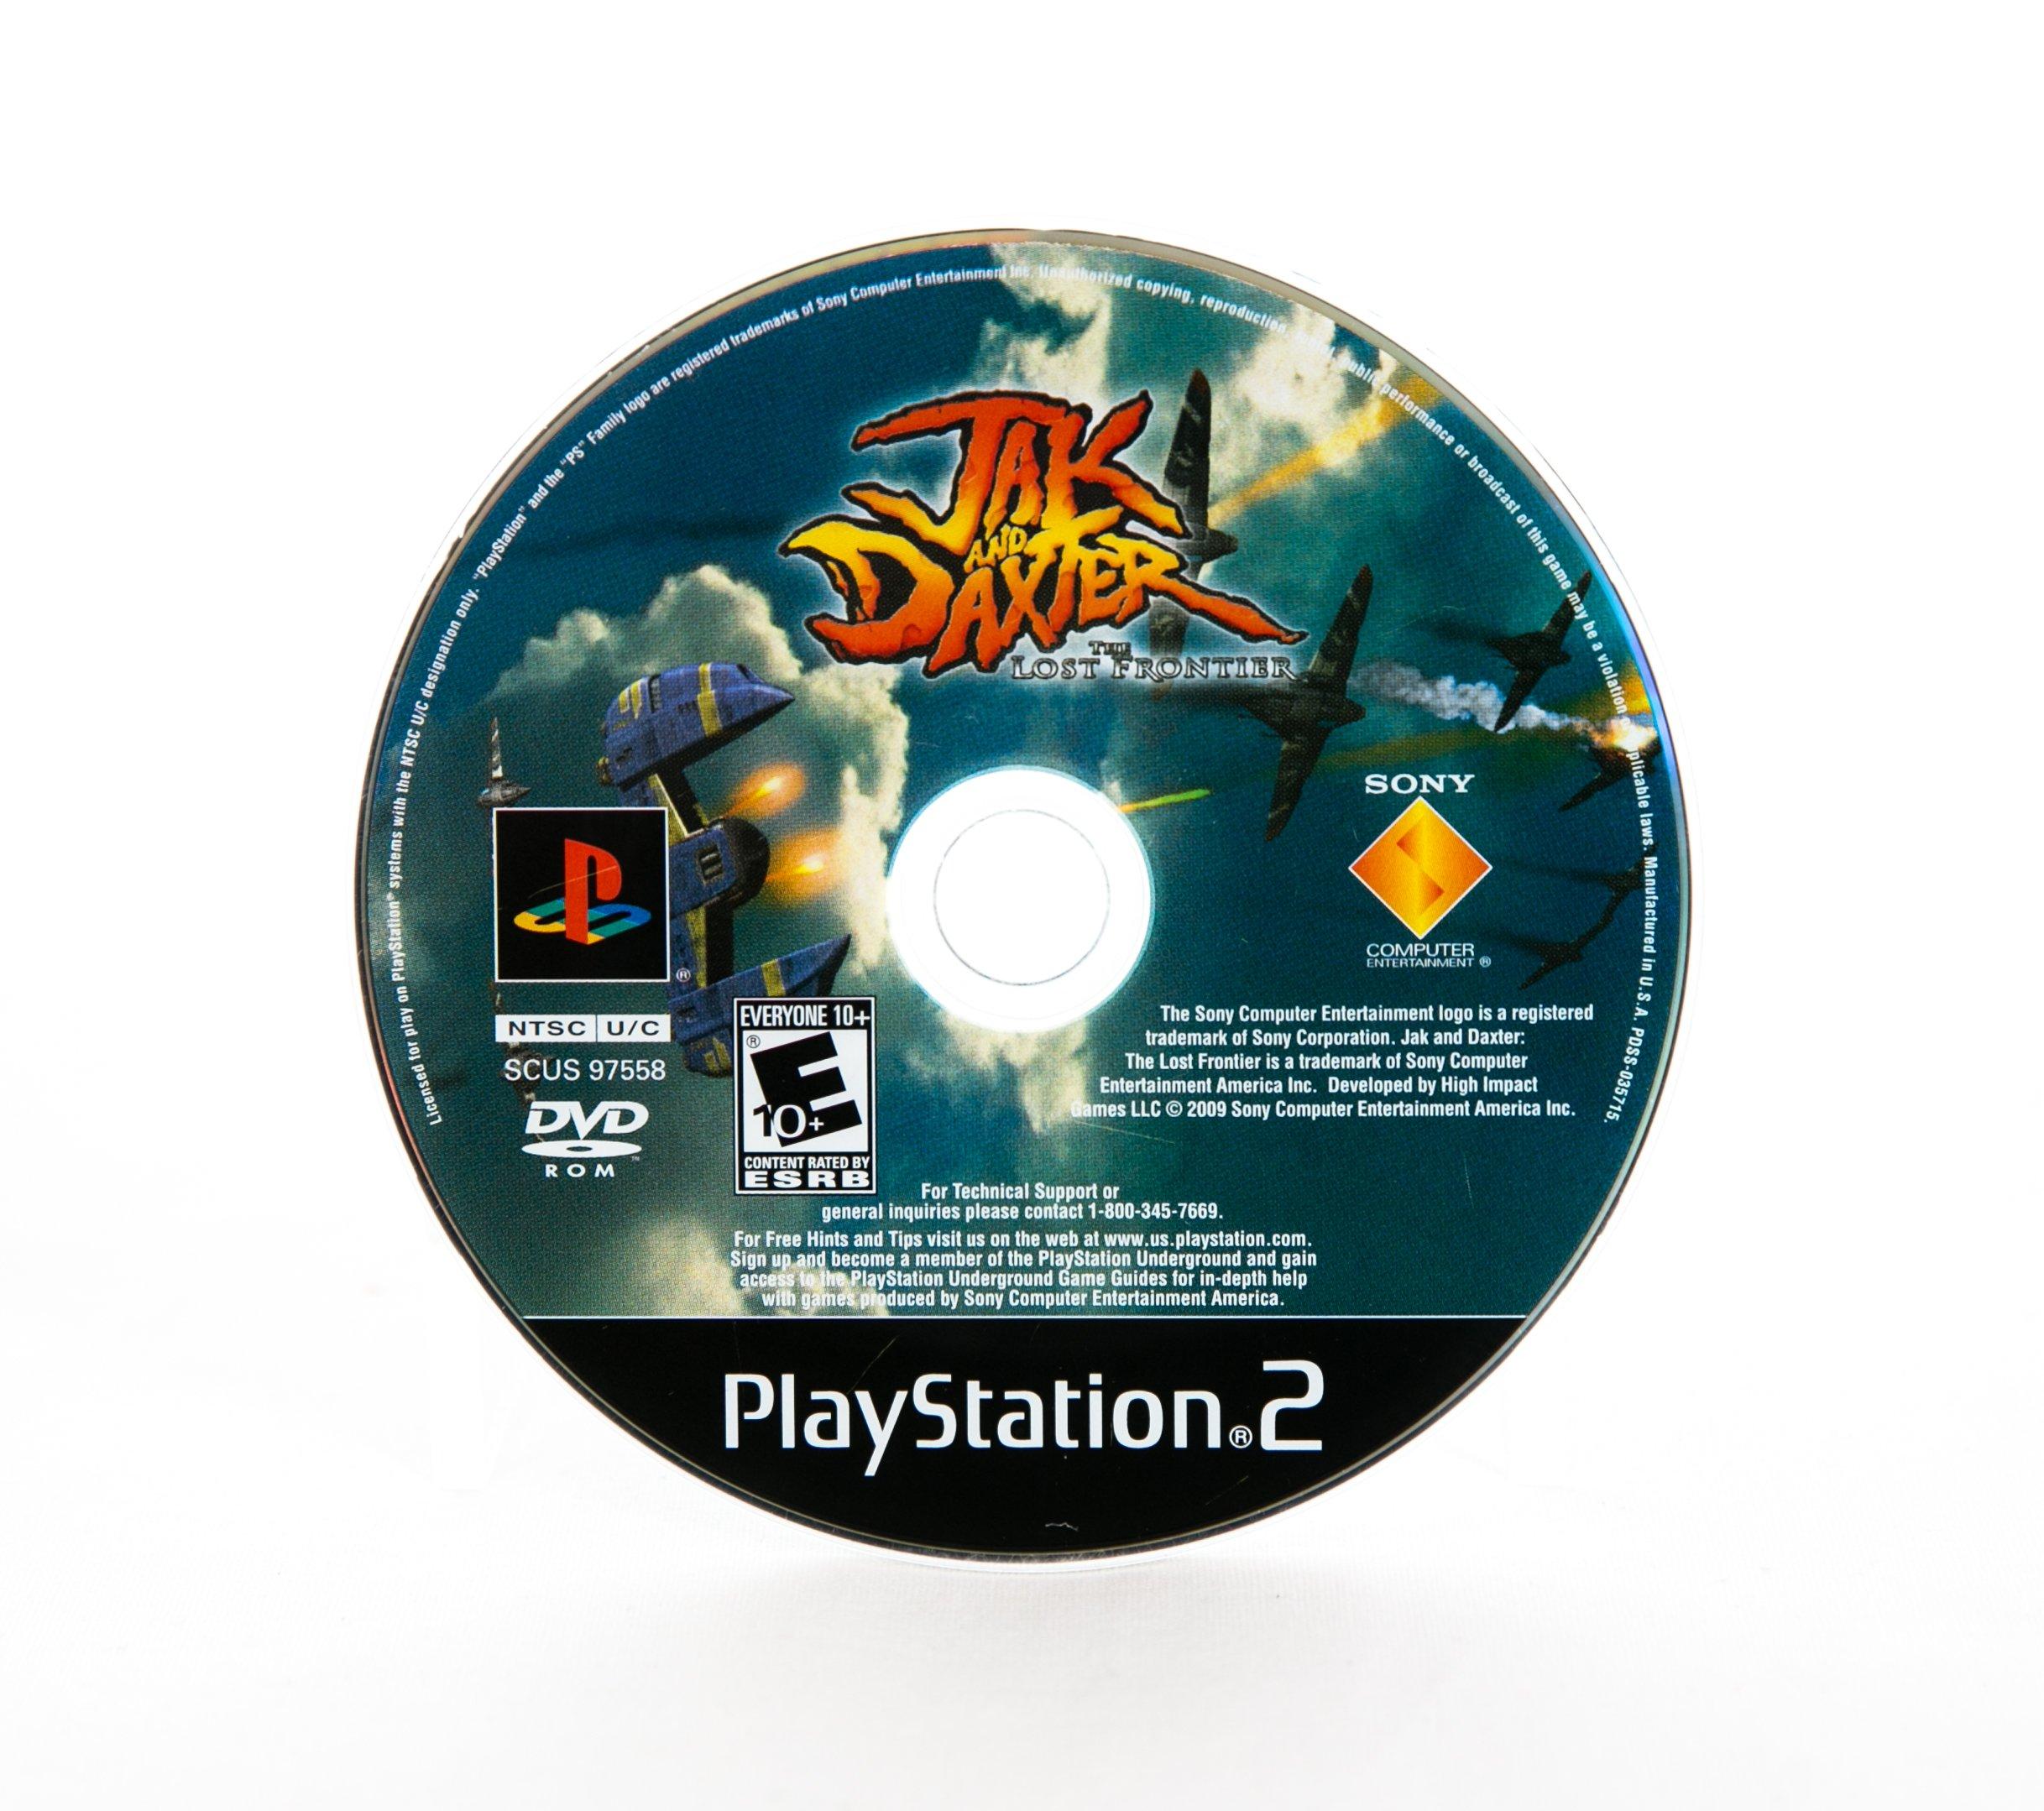 Licensed for play on PlayStation® systems with the NTSC U/C designation only. "PlayStation" and the "PS" Family logo are registered trademarks of Sony Computer Entertainment Inc. Unauthorized copying, reproduction, public performance or broadcast of this game may be a violation plicable laws. Manufactured in U.S.A. PDSS-035715.
JAK
AND
DAXTER
THE
LOST FRONTIER
SONY
COMPUTER
ENTERTAINMENT ®
®
NTSC U/C
SCUS 97558
DVD
ROM ™
EVERYONE 10+
®
E
10+
CONTENT RATED BY
ESRB
The Sony Computer Entertainment logo is a registered
trademark of Sony Corporation. Jak and Daxter:
The Lost Frontier is a trademark of Sony Computer
Entertainment America Inc. Developed by High Impact
Games LLC © 2009 Sony Computer Entertainment America Inc.
For Technical Support or
general inquiries please contact 1-800-345-7669.
For Free Hints and Tips visit us on the web at www.us.playstation.com.
Sign up and become a member of the PlayStation Underground and gain
access to the PlayStation Underground Game Guides for in-depth help
with games produced by Sony Computer Entertainment America.
PlayStation®2